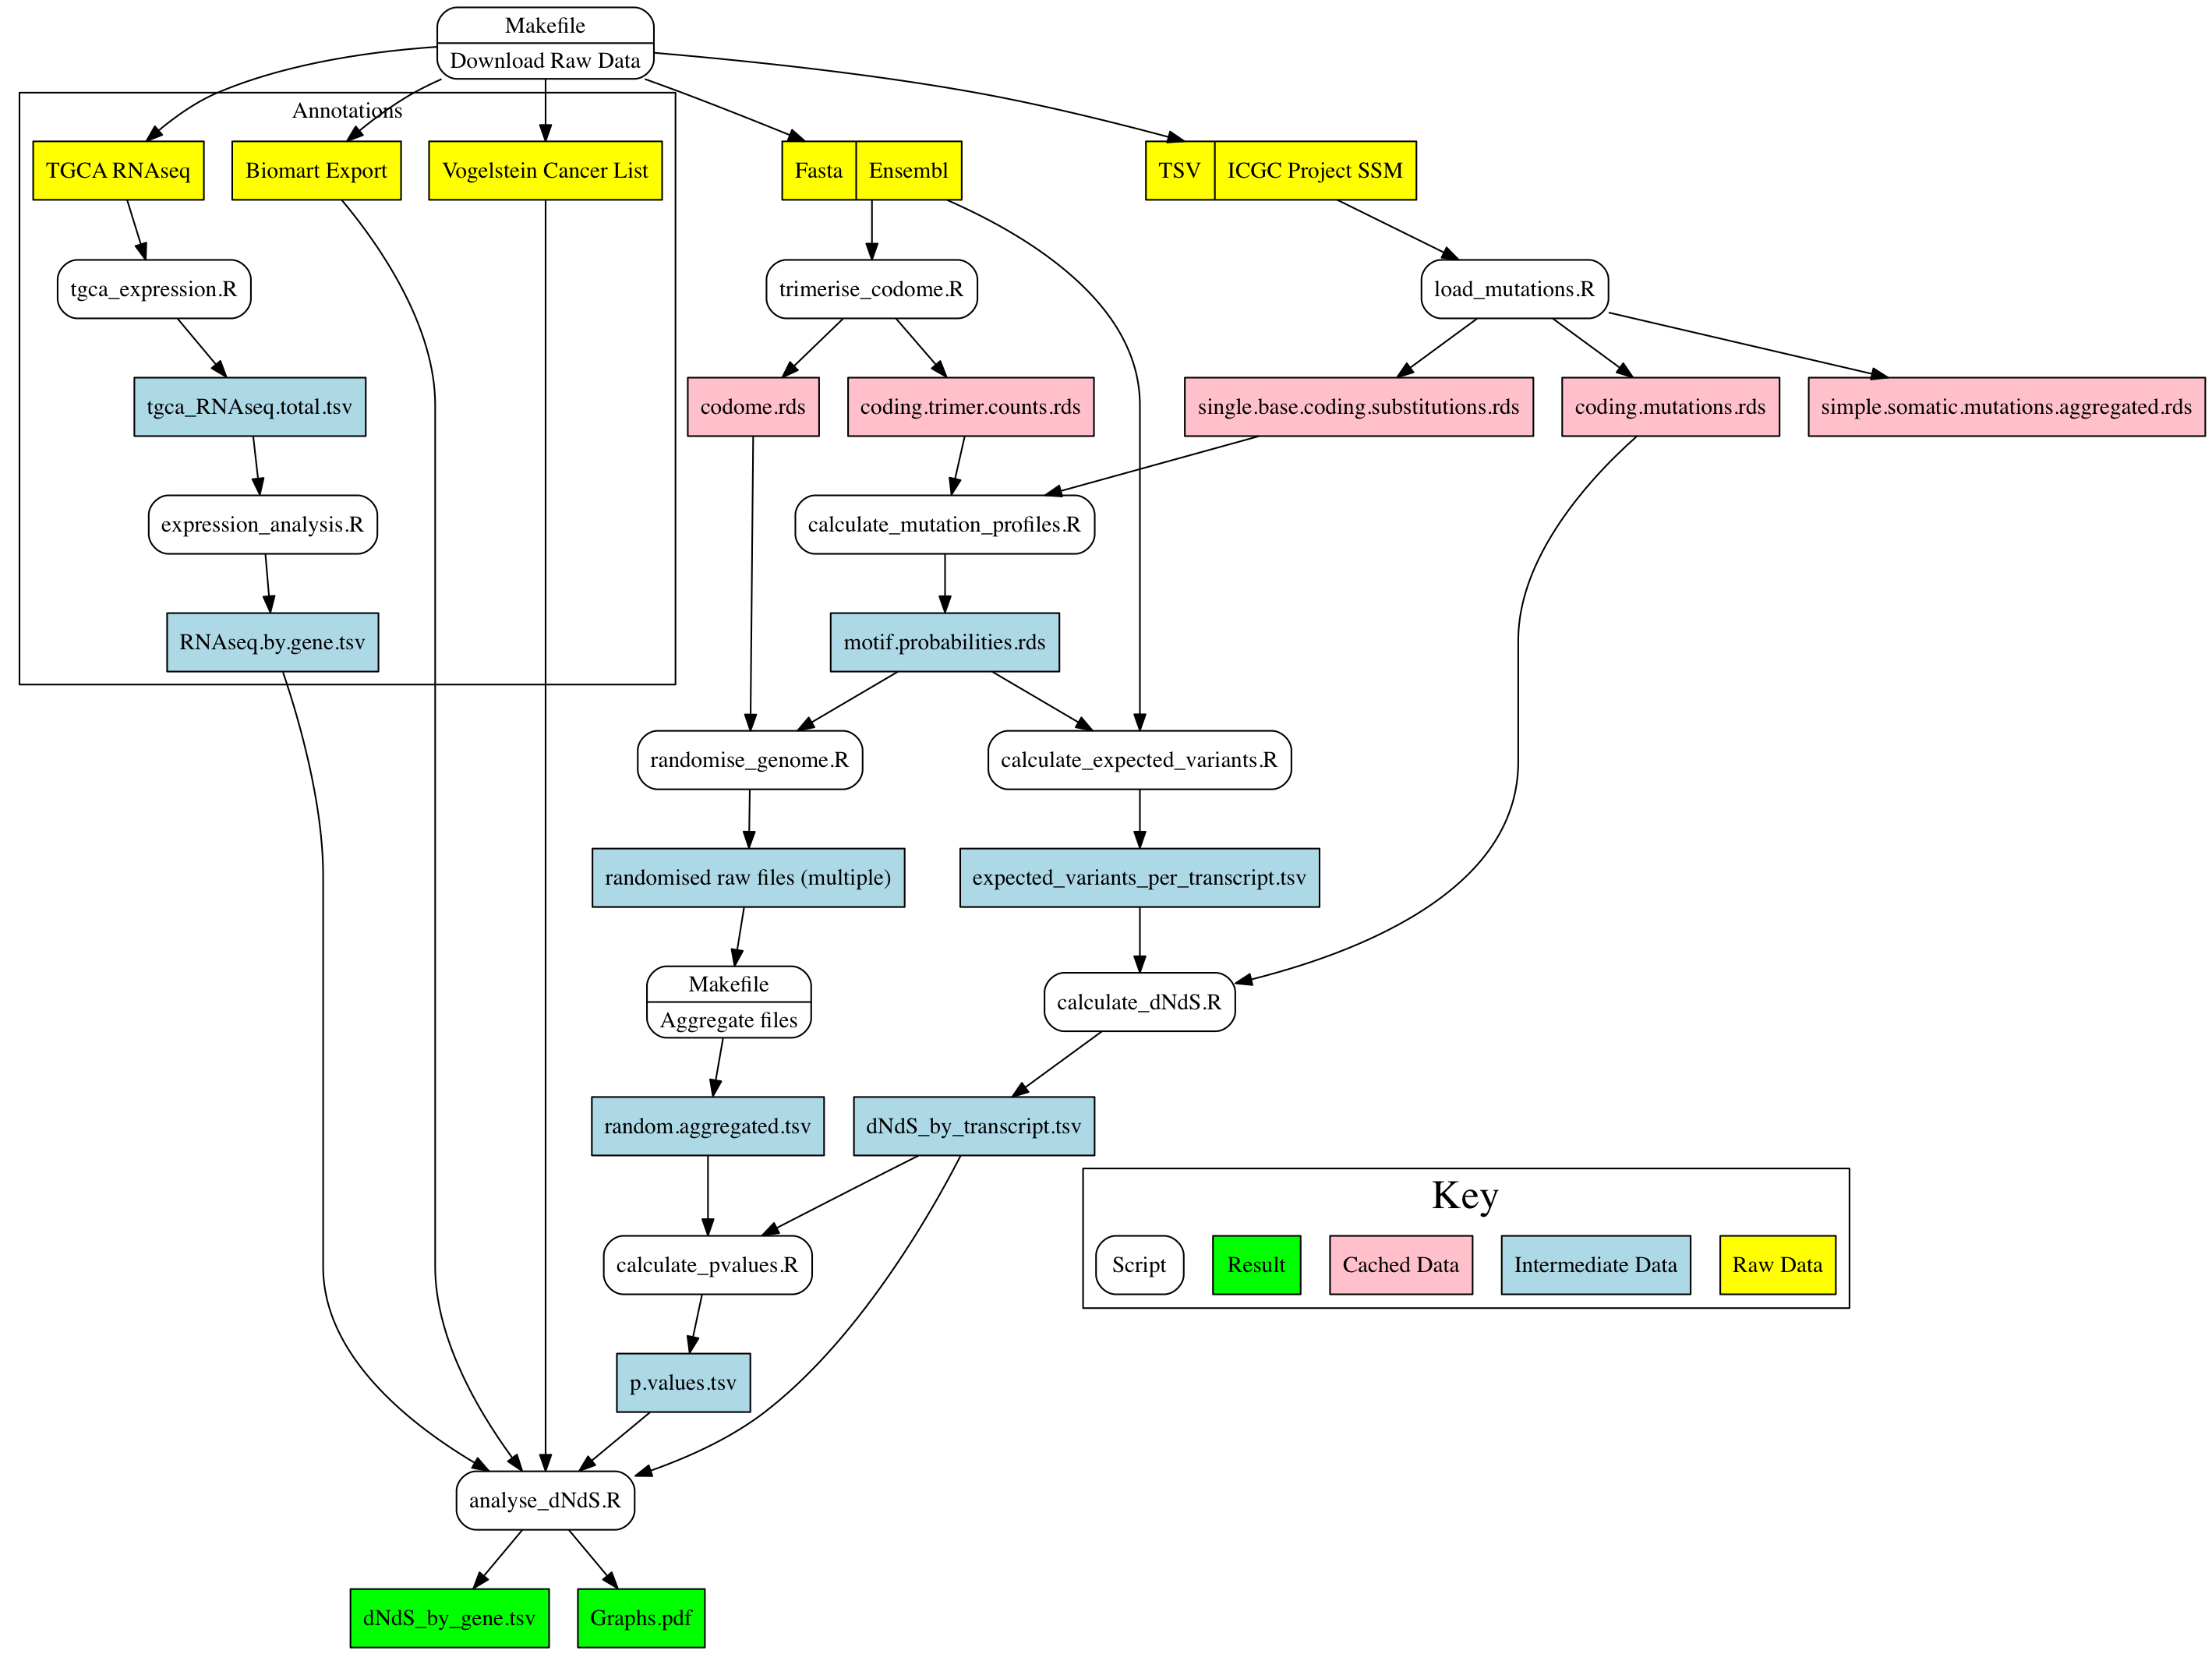 Makefile
Download Raw Data
Annotations
TGCA RNAseq
Biomart Export
Vogelstein Cancer List
Fasta
Ensembl
TSV
ICGC Project SSM
tgca_expression.R
trimerise_codome.R
load_mutations.R
tgca_RNAseq.total.tsv
codome.rds
coding.trimer.counts.rds
single.base.coding.substitutions.rds
coding.mutations.rds
simple.somatic.mutations.aggregated.rds
expression_analysis.R
calculate_mutation_profiles.R
RNAseq.by.gene.tsv
motif.probabilities.rds
randomise_genome.R
calculate_expected_variants.R
randomised raw files (multiple)
expected_variants_per_transcript.tsv
Makefile
Aggregate files
calculate_dNdS.R
random.aggregated.tsv
dNdS_by_transcript.tsv
Key
calculate_pvalues.R
Script
Result
Cached Data
Intermediate Data
Raw Data
p.values.tsv
analyse_dNdS.R
dNdS_by_gene.tsv
Graphs.pdf